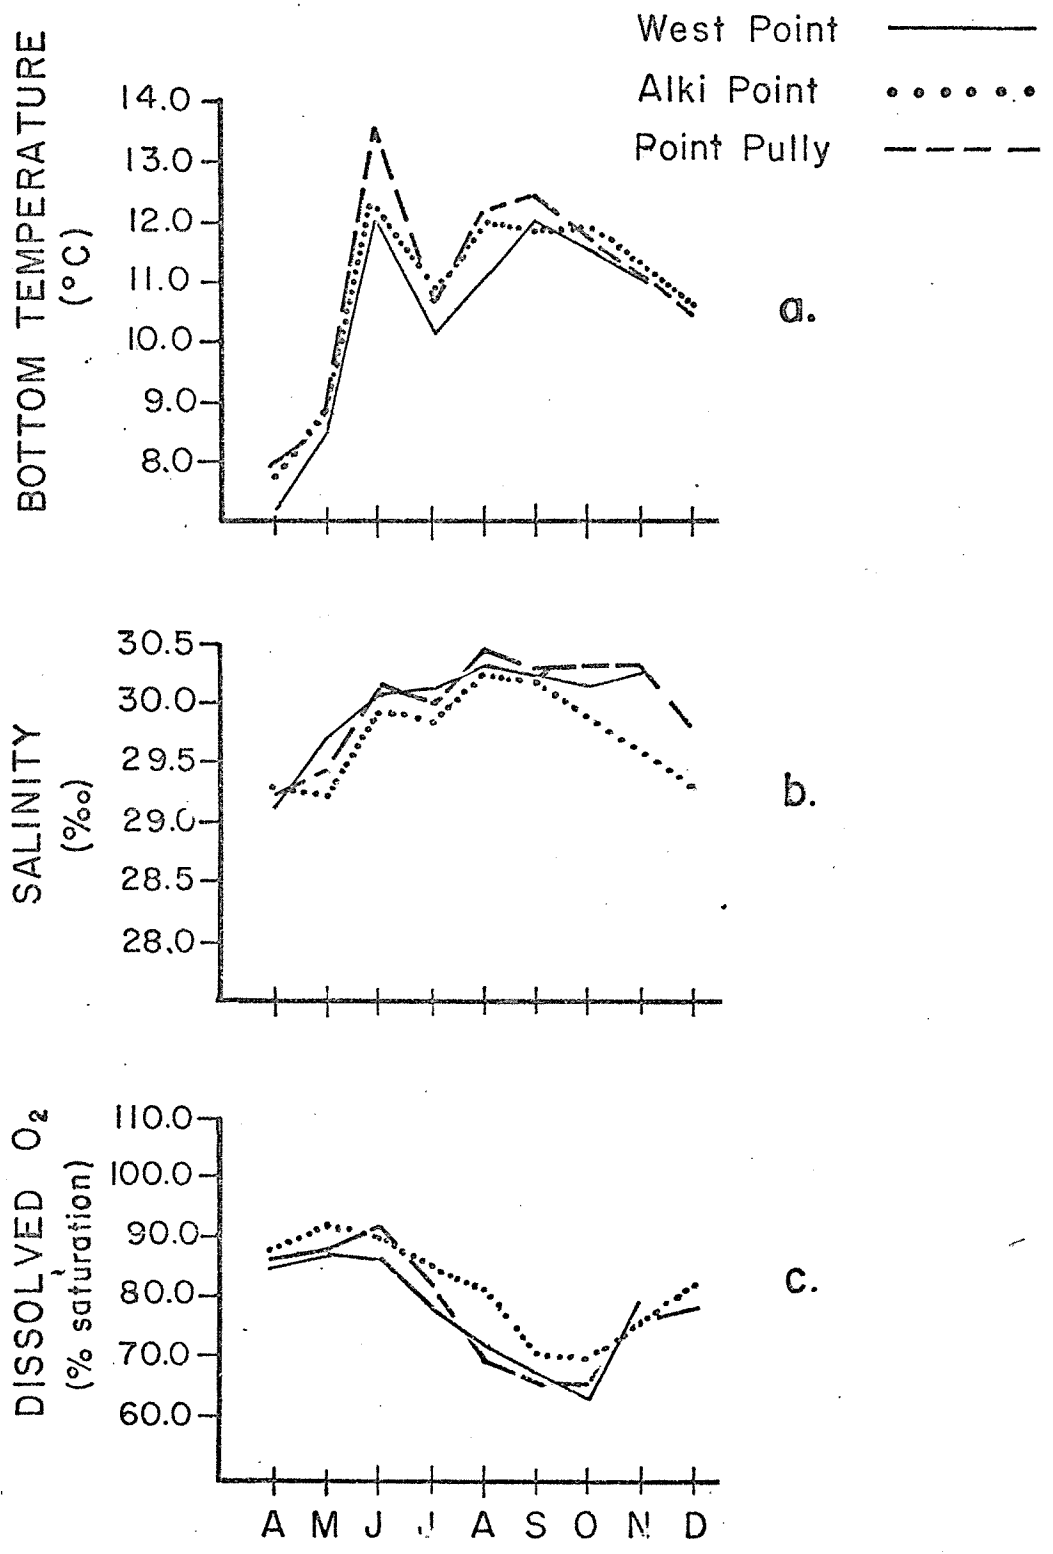 West Point
Alki Point
Point Pully
BOTTOM TEMPERATURE
(°C)
14.0
13.0
12.0
11.0
10.0
9.0
8.0
a.
SALINITY
(‰)
30.5
30.0
29.5
29.0
28.5
28.0
b.
DISSOLVED O₂
(% saturation)
110.0
100.0
90.0
80.0
70.0
60.0
c.
A M J J A S O N D